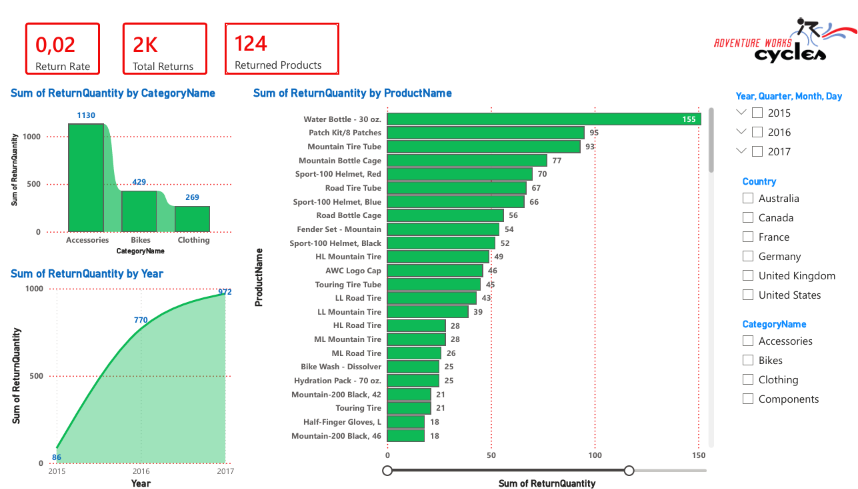 0,02
Return Rate
2K
Total Returns
124
Returned Products
ADVENTURE WORKS
cycles
Sum of ReturnQuantity by CategoryName
Sum of ReturnQuantity
1000
500
0
1130
429
269
Accessories
Bikes
Clothing
CategoryName
Sum of ReturnQuantity by Year
Sum of ReturnQuantity
1000
500
0
86
770
972
2015
2016
2017
Year
Sum of ReturnQuantity by ProductName
ProductName
Water Bottle - 30 oz. 155
Patch Kit/8 Patches 95
Mountain Tire Tube 93
Mountain Bottle Cage 77
Sport-100 Helmet, Red 70
Road Tire Tube 67
Sport-100 Helmet, Blue 66
Road Bottle Cage 56
Fender Set - Mountain 54
Sport-100 Helmet, Black 52
HL Mountain Tire 49
AWC Logo Cap 46
Touring Tire Tube 45
LL Road Tire 43
LL Mountain Tire 39
HL Road Tire 28
ML Mountain Tire 28
ML Road Tire 26
Bike Wash - Dissolver 25
Hydration Pack - 70 oz. 25
Mountain-200 Black, 42 21
Touring Tire 21
Half-Finger Gloves, L 18
Mountain-200 Black, 46 18
0 50 100 150
Sum of ReturnQuantity
Year, Quarter, Month, Day
2015
2016
2017
Country
Australia
Canada
France
Germany
United Kingdom
United States
CategoryName
Accessories
Bikes
Clothing
Components